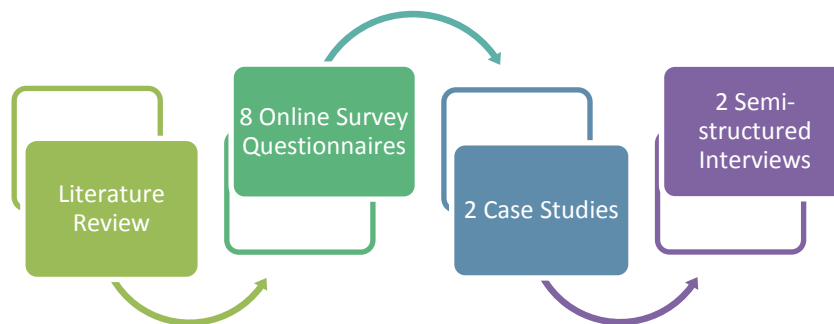 Literature
Review
8 Online Survey
Questionnaires
2 Case Studies
2 Semi-
structured
Interviews